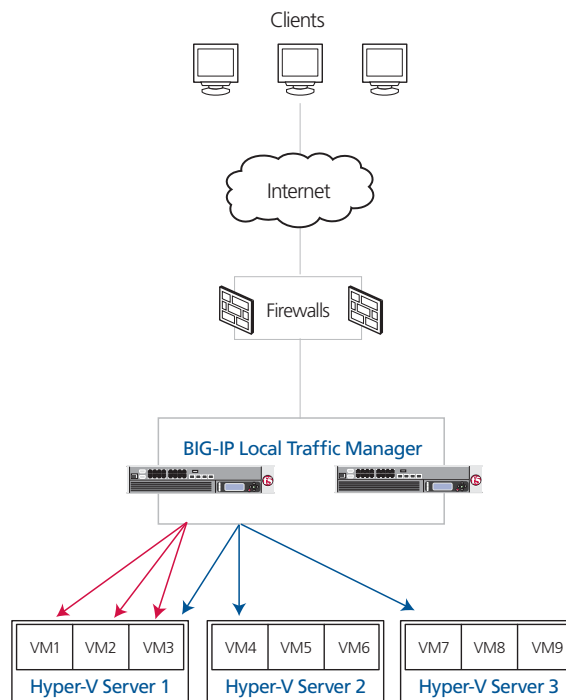 Clients
Internet
Firewalls
BIG-IP Local Traffic Manager
VM1 VM2 VM3 VM4 VM5 VM6 VM7 VM8 VM9
Hyper-V Server 1 Hyper-V Server 2 Hyper-V Server 3